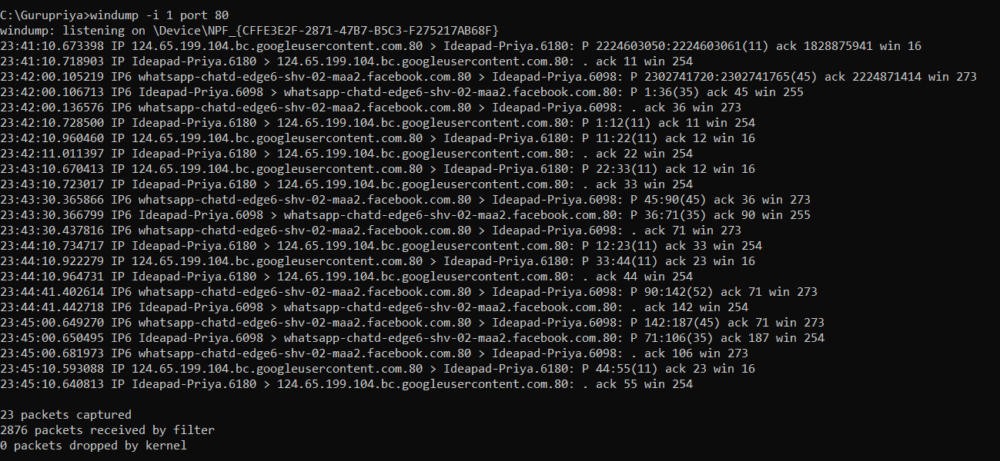 C:\Gurupriya>windump -i 1 port 80
windump: listening on \Device\NPF_{CFFE3E2F-2871-47B7-B5C3-F275217AB68F}
23:41:10.673398 IP 124.65.199.104.bc.googleusercontent.com.80 > Ideapad-Priya.6180: P 2224603050:2224603061(11) ack 1828875941 win 16
23:41:10.718903 IP Ideapad-Priya.6180 > 124.65.199.104.bc.googleusercontent.com.80: . ack 11 win 254
23:42:00.105219 IP6 whatsapp-chatd-edge6-shv-02-maa2.facebook.com.80 > Ideapad-Priya.6098: P 2302741720:2302741765(45) ack 2224871414 win 273
23:42:00.106713 IP6 Ideapad-Priya.6098 > whatsapp-chatd-edge6-shv-02-maa2.facebook.com.80: P 1:36(35) ack 45 win 255
23:42:00.136576 IP6 whatsapp-chatd-edge6-shv-02-maa2.facebook.com.80 > Ideapad-Priya.6098: . ack 36 win 273
23:42:10.728500 IP Ideapad-Priya.6180 > 124.65.199.104.bc.googleusercontent.com.80: P 1:12(11) ack 11 win 254
23:42:10.960460 IP 124.65.199.104.bc.googleusercontent.com.80 > Ideapad-Priya.6180: P 11:22(11) ack 12 win 16
23:42:11.011397 IP Ideapad-Priya.6180 > 124.65.199.104.bc.googleusercontent.com.80: . ack 22 win 254
23:43:10.670413 IP 124.65.199.104.bc.googleusercontent.com.80 > Ideapad-Priya.6180: P 22:33(11) ack 12 win 16
23:43:10.723017 IP Ideapad-Priya.6180 > 124.65.199.104.bc.googleusercontent.com.80: . ack 33 win 254
23:43:30.365866 IP6 whatsapp-chatd-edge6-shv-02-maa2.facebook.com.80 > Ideapad-Priya.6098: P 45:90(45) ack 36 win 273
23:43:30.366799 IP6 Ideapad-Priya.6098 > whatsapp-chatd-edge6-shv-02-maa2.facebook.com.80: P 36:71(35) ack 90 win 255
23:43:30.437816 IP6 whatsapp-chatd-edge6-shv-02-maa2.facebook.com.80 > Ideapad-Priya.6098: . ack 71 win 273
23:44:10.734717 IP Ideapad-Priya.6180 > 124.65.199.104.bc.googleusercontent.com.80: P 12:23(11) ack 33 win 254
23:44:10.922279 IP 124.65.199.104.bc.googleusercontent.com.80 > Ideapad-Priya.6180: P 33:44(11) ack 23 win 16
23:44:10.964731 IP Ideapad-Priya.6180 > 124.65.199.104.bc.googleusercontent.com.80: . ack 44 win 254
23:44:41.402614 IP6 whatsapp-chatd-edge6-shv-02-maa2.facebook.com.80 > Ideapad-Priya.6098: P 90:142(52) ack 71 win 273
23:44:41.442718 IP6 Ideapad-Priya.6098 > whatsapp-chatd-edge6-shv-02-maa2.facebook.com.80: . ack 142 win 254
23:45:00.649270 IP6 whatsapp-chatd-edge6-shv-02-maa2.facebook.com.80 > Ideapad-Priya.6098: P 142:187(45) ack 71 win 273
23:45:00.650495 IP6 Ideapad-Priya.6098 > whatsapp-chatd-edge6-shv-02-maa2.facebook.com.80: P 71:106(35) ack 187 win 254
23:45:00.681973 IP6 whatsapp-chatd-edge6-shv-02-maa2.facebook.com.80 > Ideapad-Priya.6098: . ack 106 win 273
23:45:10.593088 IP 124.65.199.104.bc.googleusercontent.com.80 > Ideapad-Priya.6180: P 44:55(11) ack 23 win 16
23:45:10.640813 IP Ideapad-Priya.6180 > 124.65.199.104.bc.googleusercontent.com.80: . ack 55 win 254
23 packets captured
2876 packets received by filter
0 packets dropped by kernel